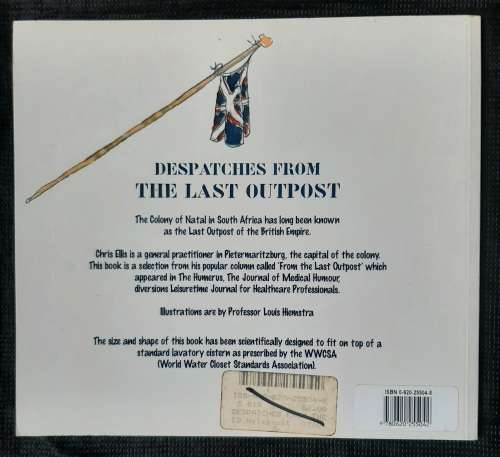 DESPATCHES FROM
THE LAST OUTPOST
The Colony of Natal in South Africa has long been known
as the Last Outpost of the British Empire.
Chris Ellis is a general practitioner in Pietermaritzburg, the capital of the colony.
This book is a selection from his popular column called 'From the Last Outpost' which
appeared in The Humerus, The Journal of Medical Humour,
diversions Leisuretime Journal for Healthcare Professionals.
Illustrations are by Professor Louis Hiemstra
The size and shape of this book has been scientifically designed to fit on top of a
standard lavatory cistern as prescribed by the WWCSA
(World Water Closet Standards Association).
ISBN 0-620-25504-8
9 780620 255042